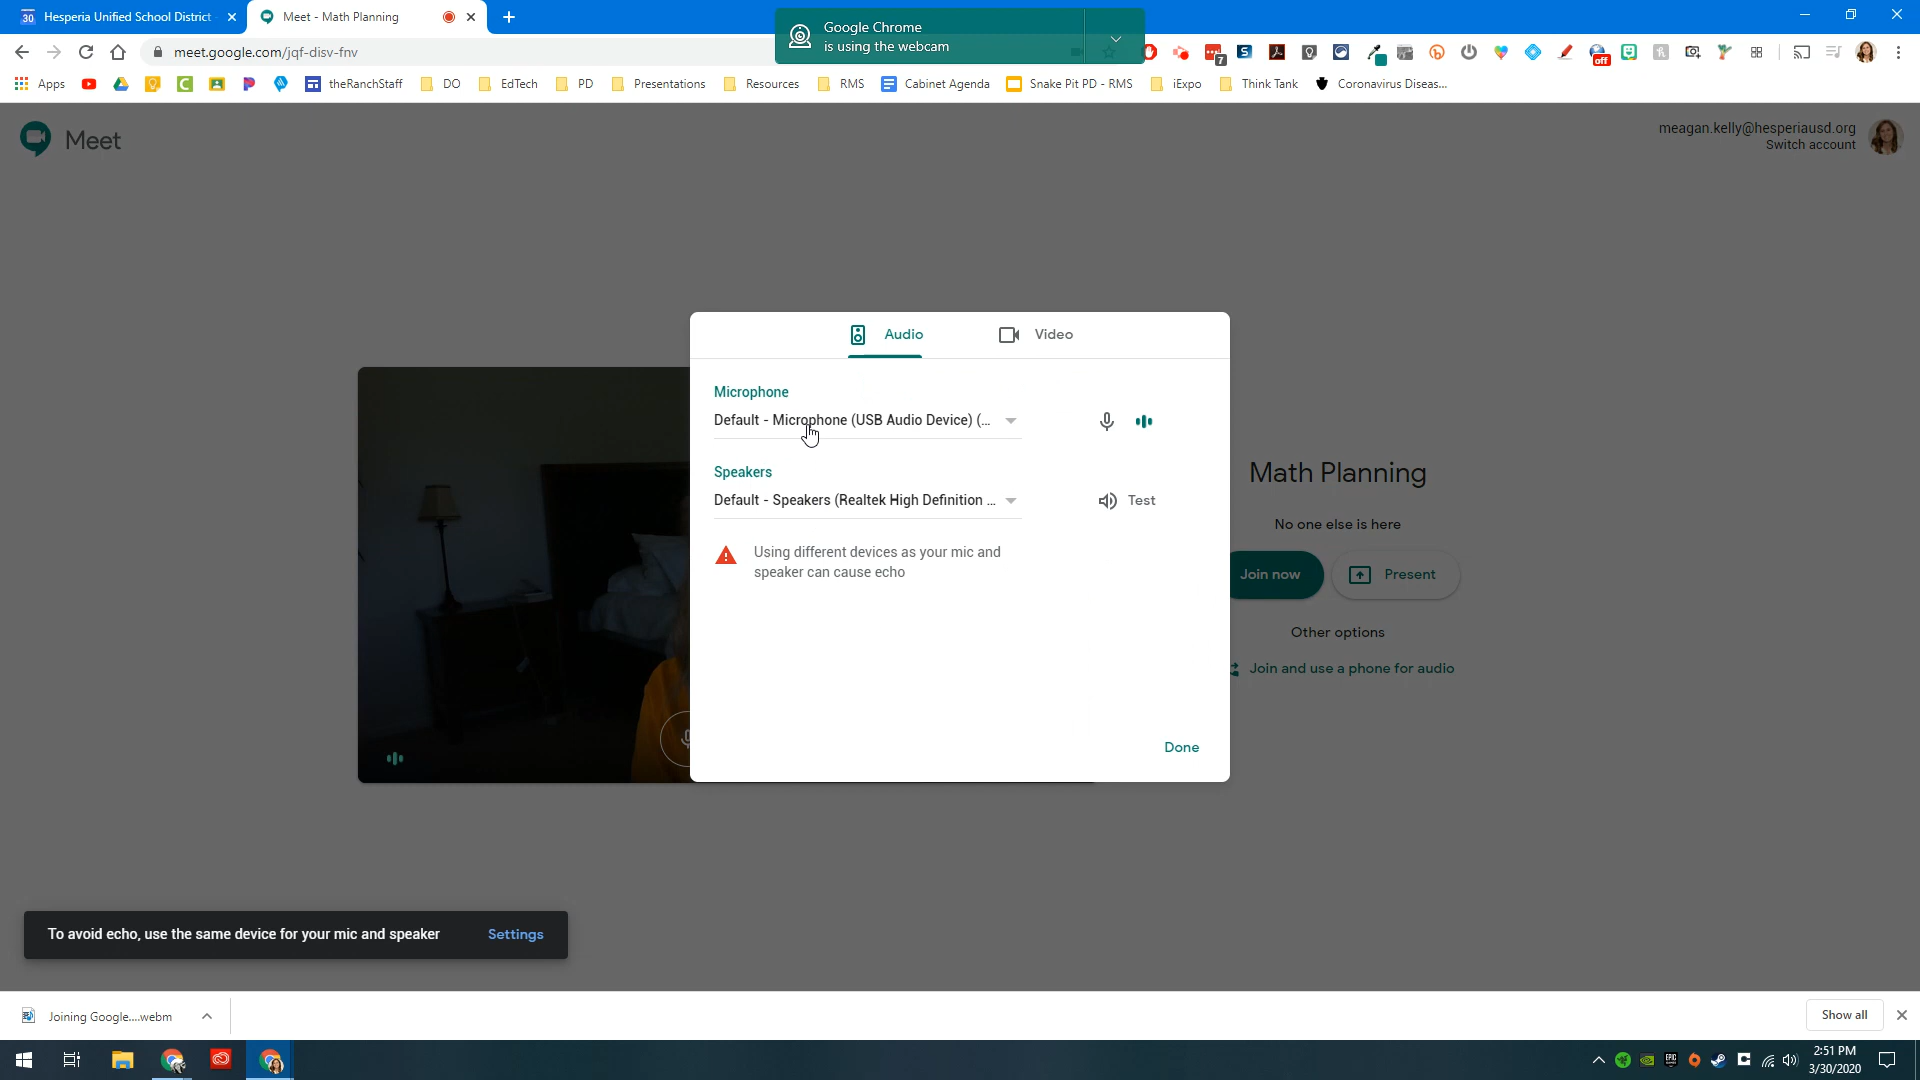 30 Hesperia Unified School District
Meet - Math Planning
Google Chrome
is using the webcam
meet.google.com/jqf-disv-fnv
7
off
Apps
theRanchStaff
DO
EdTech
PD
Presentations
Resources
RMS
Cabinet Agenda
Snake Pit PD - RMS
iExpo
Think Tank
Coronavirus Diseas...
Meet
meagan.kelly@hesperiausd.org
Switch account
Audio
Video
Microphone
Default - Microphone (USB Audio Device) (...
Speakers
Default - Speakers (Realtek High Definition ...
Test
Using different devices as your mic and
speaker can cause echo
Done
Math Planning
No one else is here
Join now
Present
Other options
Join and use a phone for audio
To avoid echo, use the same device for your mic and speaker
Settings
Joining Google....webm
Show all
EPIC
2:51 PM
3/30/2020